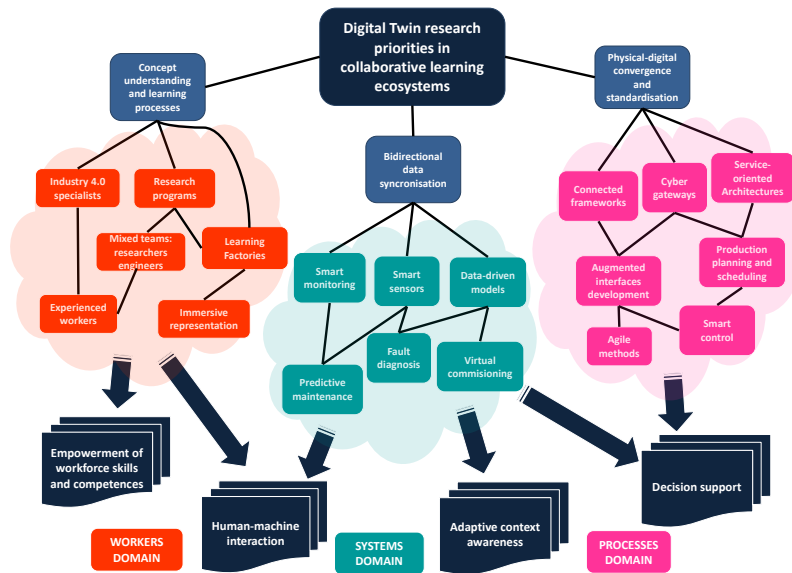 Digital Twin research
priorities in
collaborative learning
ecosystems
Concept
understanding
and learning
processes
Physical-digital
convergence
and
standardisation
Bidirectional
data
syncronisation
Industry 4.0
specialists
Research
programs
Mixed teams:
researchers
engineers
Learning
Factories
Experienced
workers
Immersive
representation
Smart
monitoring
Smart
sensors
Data-driven
models
Fault
diagnosis
Virtual
commisioning
Predictive
maintenance
Connected
frameworks
Cyber
gateways
Service-
oriented
Architectures
Augmented
interfaces
development
Production
planning and
scheduling
Agile
methods
Smart
control
Empowerment of
workforce skills
and competences
Human-machine
interaction
Adaptive context
awareness
Decision support
WORKERS
DOMAIN
SYSTEMS
DOMAIN
PROCESSES
DOMAIN